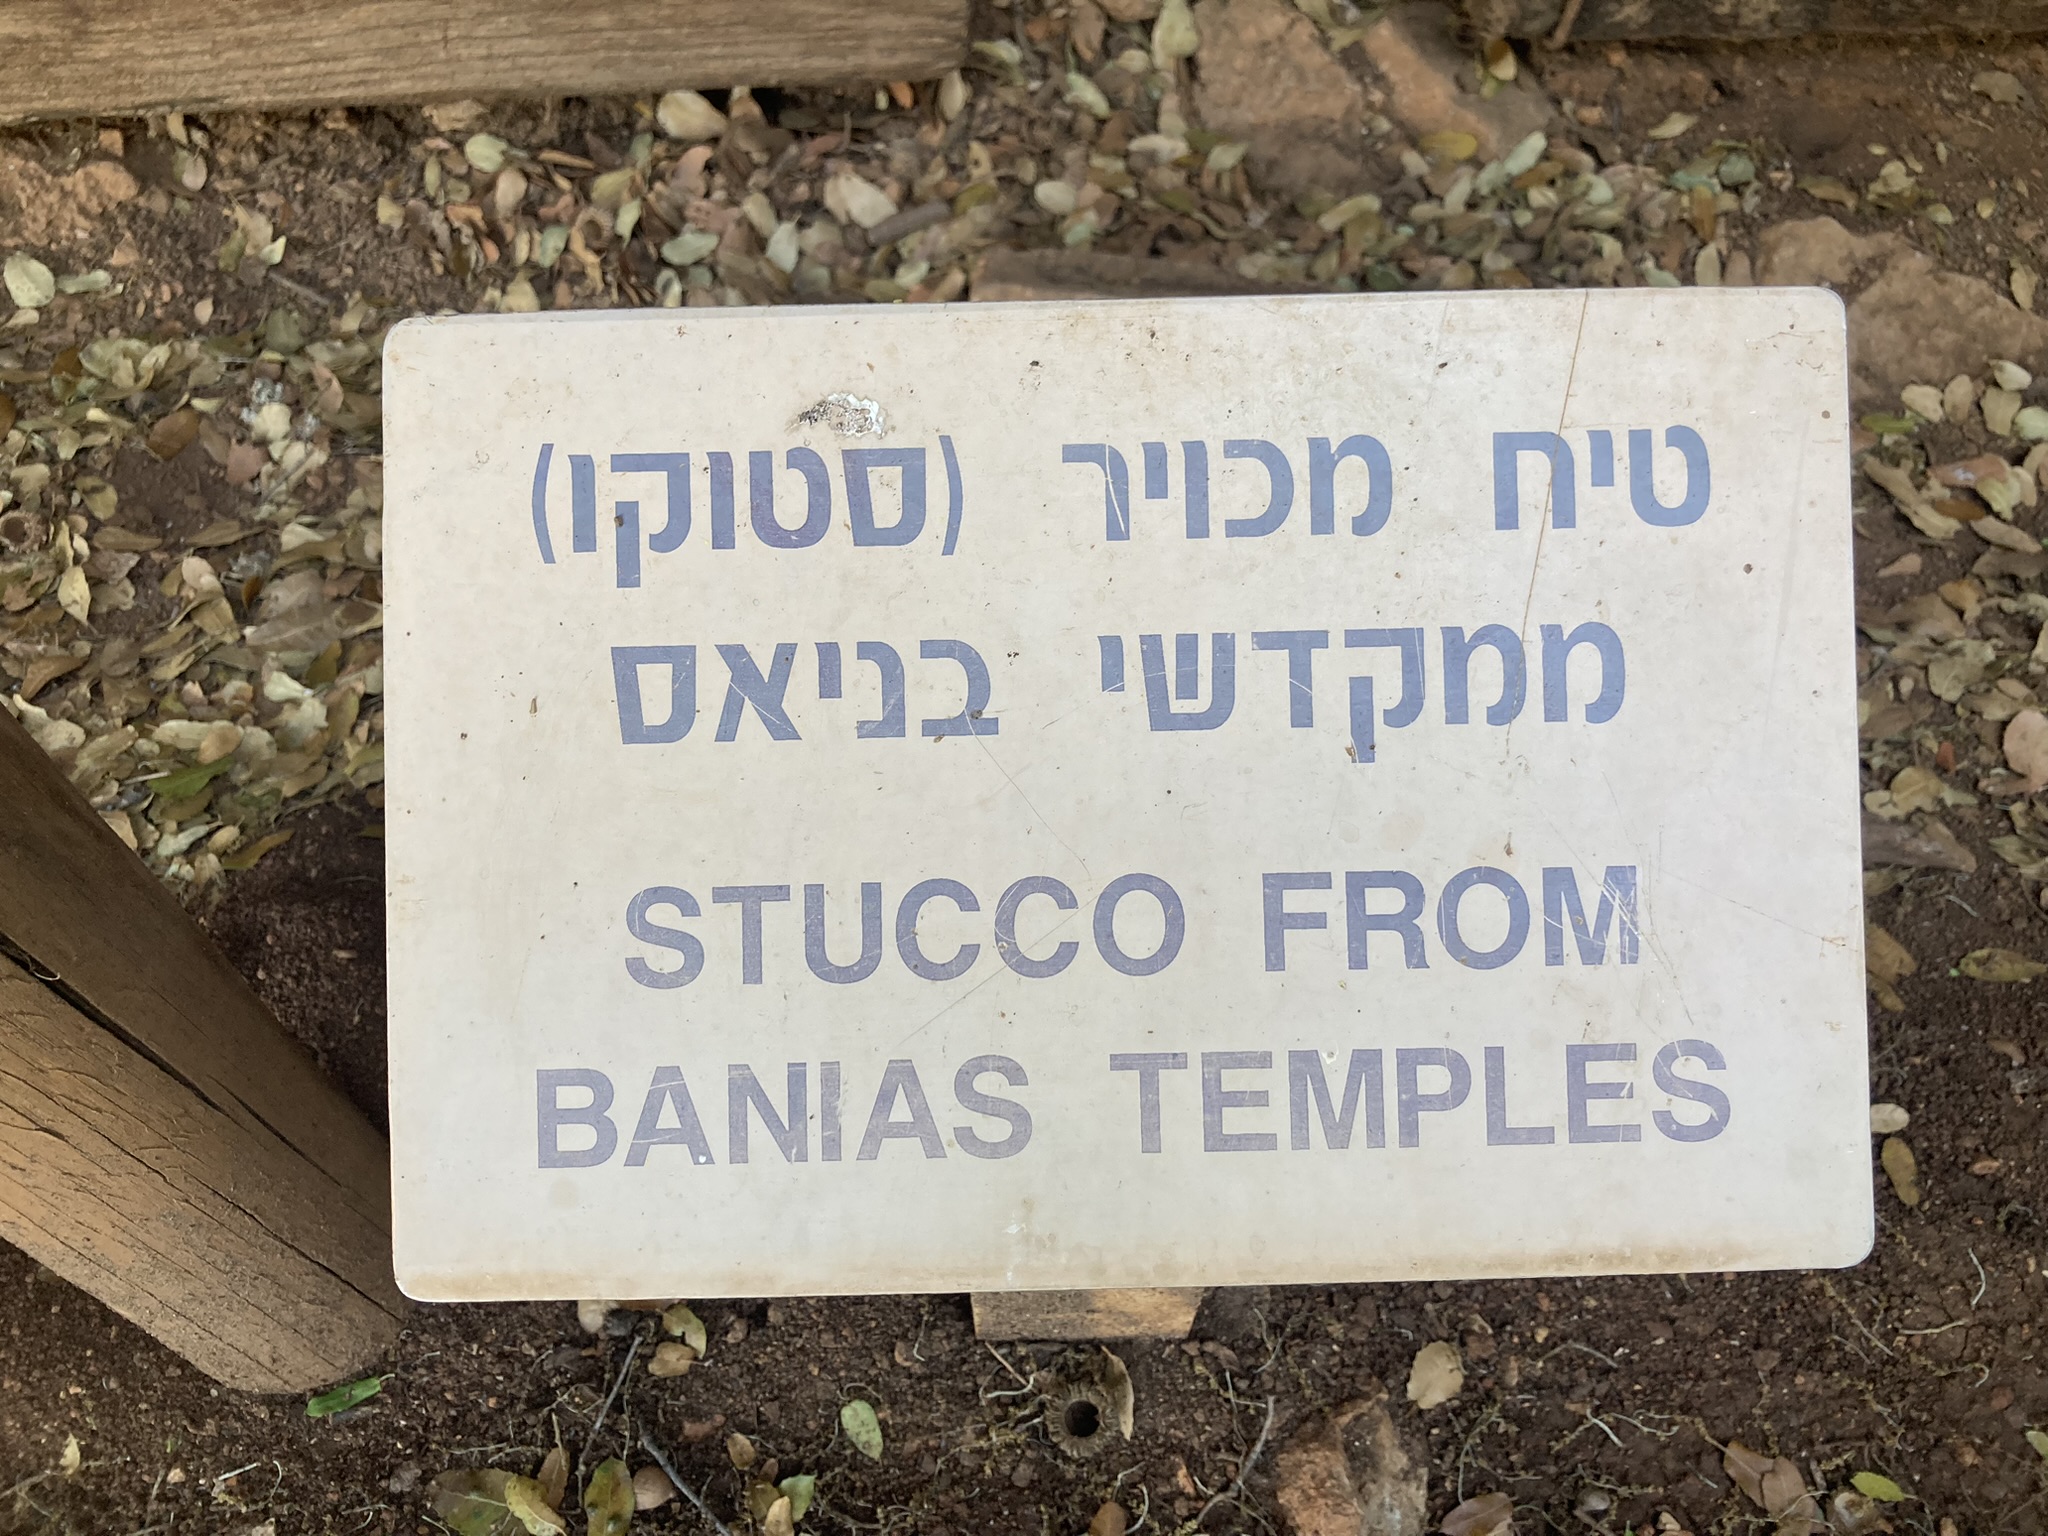 טיח מכויר (סטוקו)
ממקדשי בניאס
STUCCO FROM
BANIAS TEMPLES